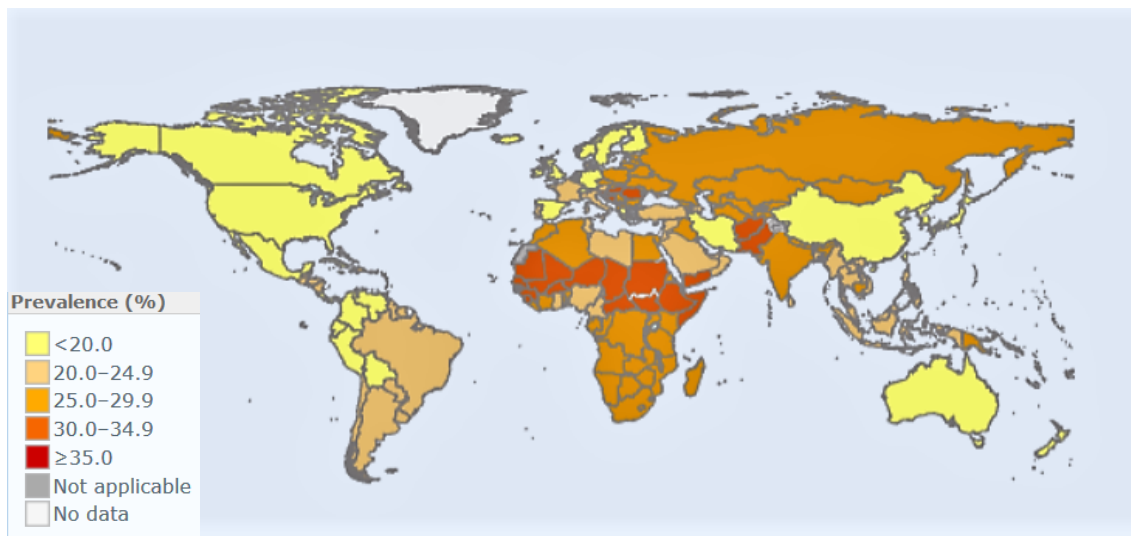 Prevalence (%)
<20.0
20.0–24.9
25.0–29.9
30.0–34.9
≥35.0
Not applicable
No data